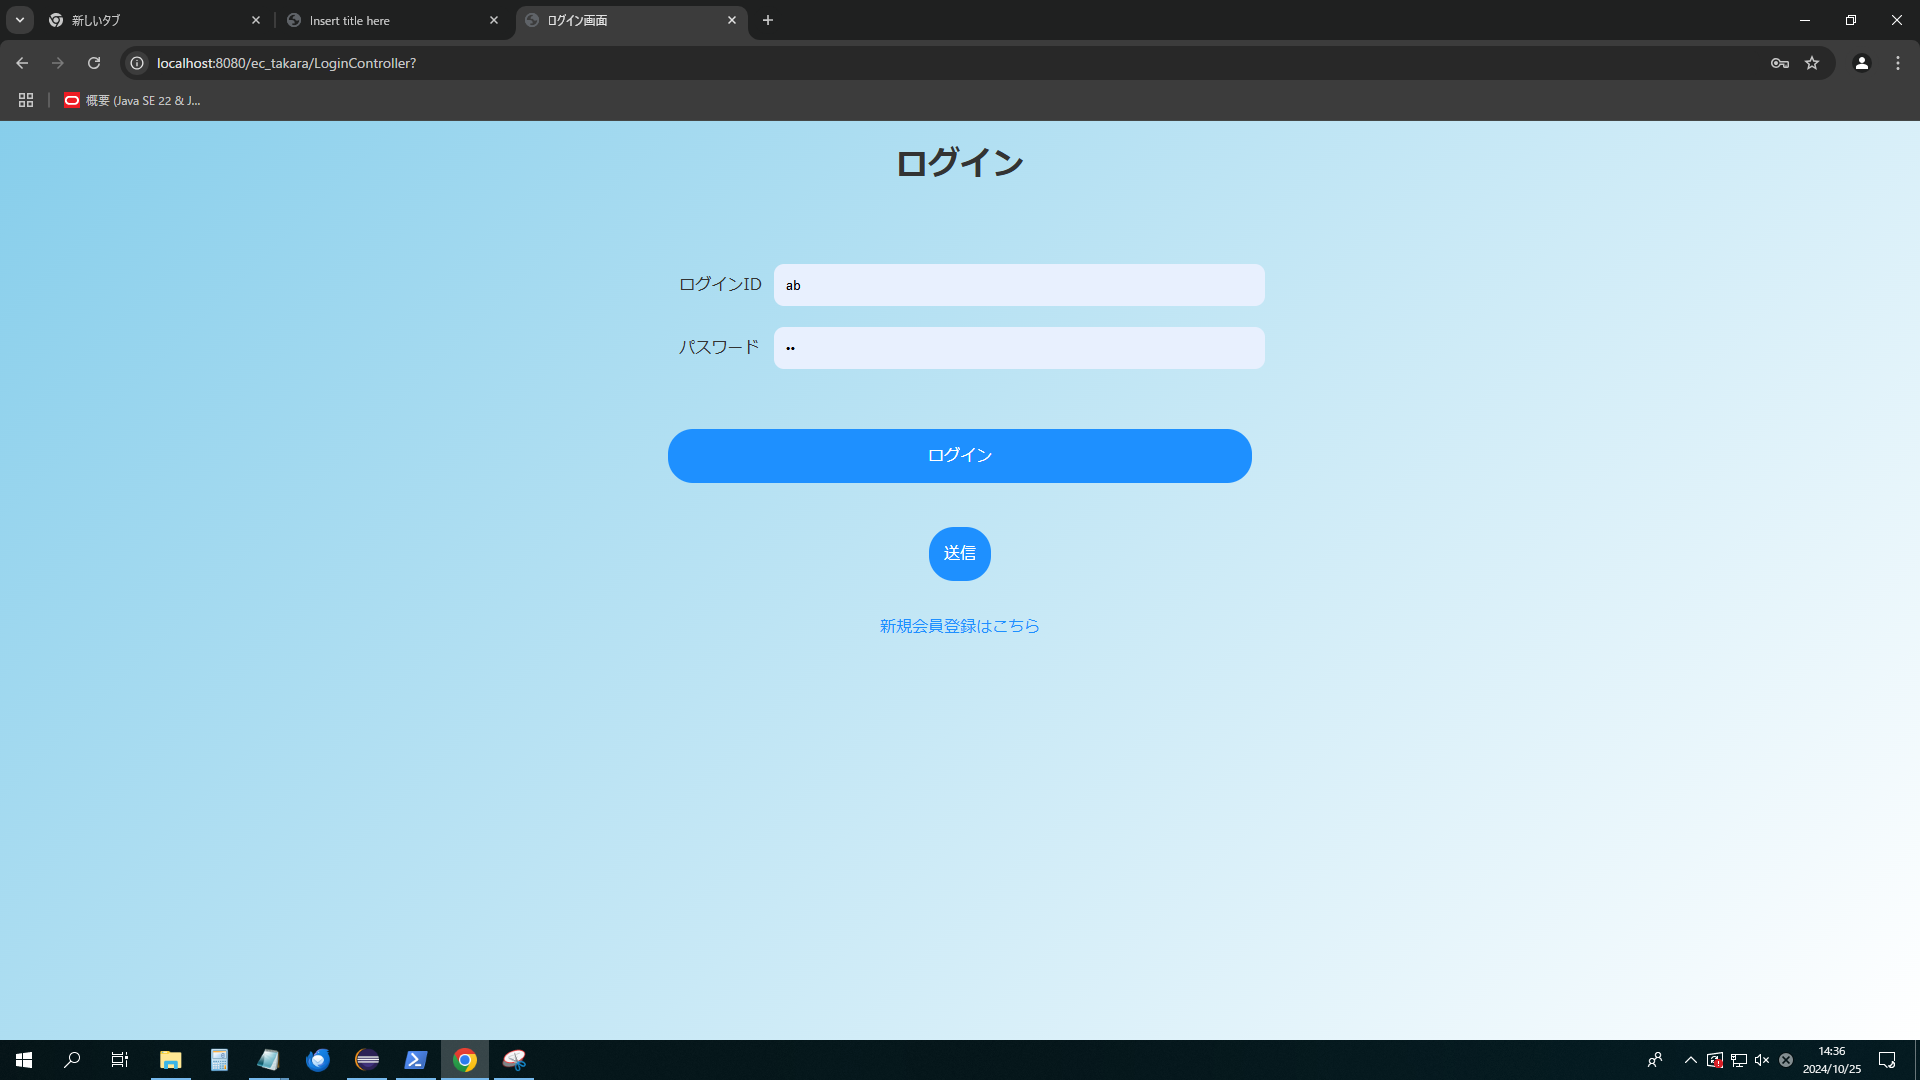 新しいタブ
Insert title here
ログイン画面
localhost:8080/ec_takara/LoginController?
概要 (Java SE 22 & J...
ログイン
ログインID
ab
パスワード
••
ログイン
送信
新規会員登録はこちら
14:36
2024/10/25